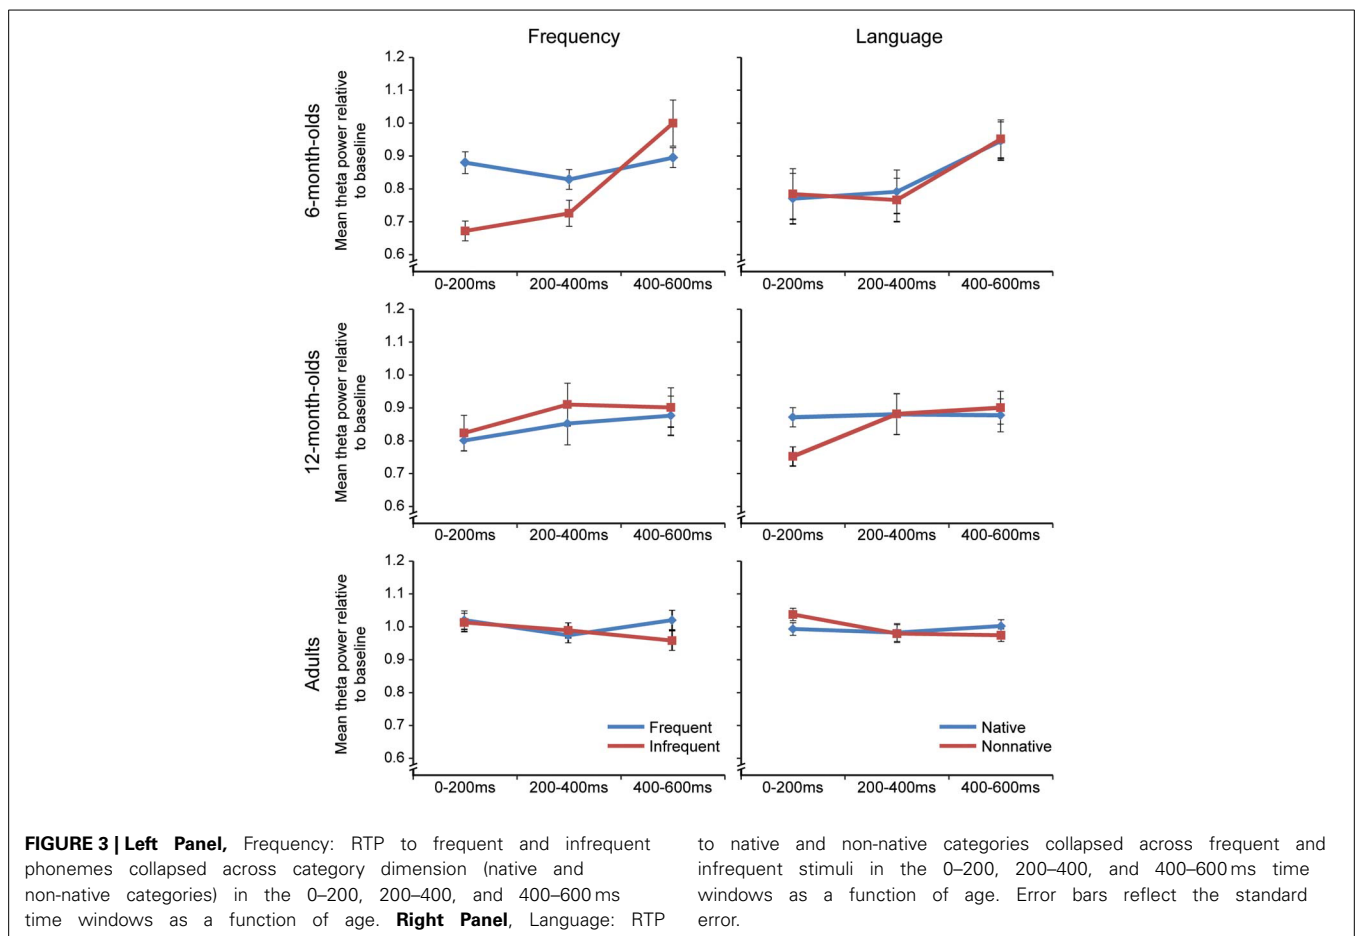 Frequency
Language
6-month-olds
Mean theta power relative
to baseline
1.2
1.1
1.0
0.9
0.8
0.7
0.6
0-200ms
200-400ms
400-600ms
0-200ms
200-400ms
400-600ms
12-month-olds
Mean theta power relative
to baseline
1.2
1.1
1.0
0.9
0.8
0.7
0.6
0-200ms
200-400ms
400-600ms
0-200ms
200-400ms
400-600ms
Adults
Mean theta power relative
to baseline
1.2
1.1
1.0
0.9
0.8
0.7
0.6
Frequent
Infrequent
Native
Nonnative
0-200ms
200-400ms
400-600ms
0-200ms
200-400ms
400-600ms
FIGURE 3 | Left Panel, Frequency: RTP to frequent and infrequent
phonemes collapsed across category dimension (native and
non-native categories) in the 0–200, 200–400, and 400–600 ms
time windows as a function of age. Right Panel, Language: RTP
to native and non-native categories collapsed across frequent and
infrequent stimuli in the 0–200, 200–400, and 400–600 ms time
windows as a function of age. Error bars reflect the standard
error.